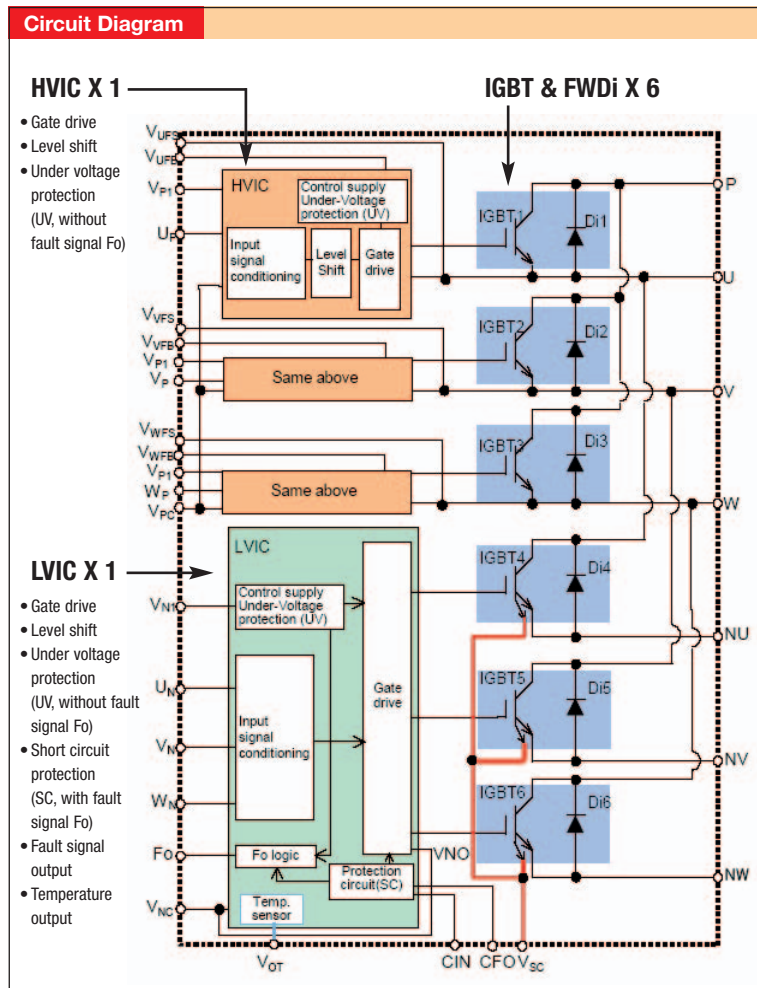 Circuit Diagram
HVIC X 1
• Gate drive
• Level shift
• Under voltage
protection
(UV, without
fault signal Fo)
IGBT & FWDi X 6
VUFS
VUFB
VP1
UP
HVIC
Control supply
Under-Voltage
protection (UV)
Input
signal
conditioning
Level
Shift
Gate
drive
IGBT1
Di1
P
U
VVFS
VVFB
VP1
VP
Same above
IGBT2
Di2
V
VWFS
VWFB
VP1
WP
VPC
Same above
IGBT3
Di3
W
LVIC X 1
• Gate drive
• Level shift
• Under voltage
protection
(UV, without fault
signal Fo)
• Short circuit
protection
(SC, with fault
signal Fo)
• Fault signal
output
• Temperature
output
LVIC
VN1
Control supply
Under-Voltage
protection (UV)
UN
VN
WN
Input
signal
conditioning
Gate
drive
Fo
Fo logic
VNO
Protection
circuit(SC)
VNC
Temp.
sensor
IGBT4
Di4
NU
IGBT5
Di5
NV
IGBT6
Di6
NW
VOT
CIN
CFO
VSC